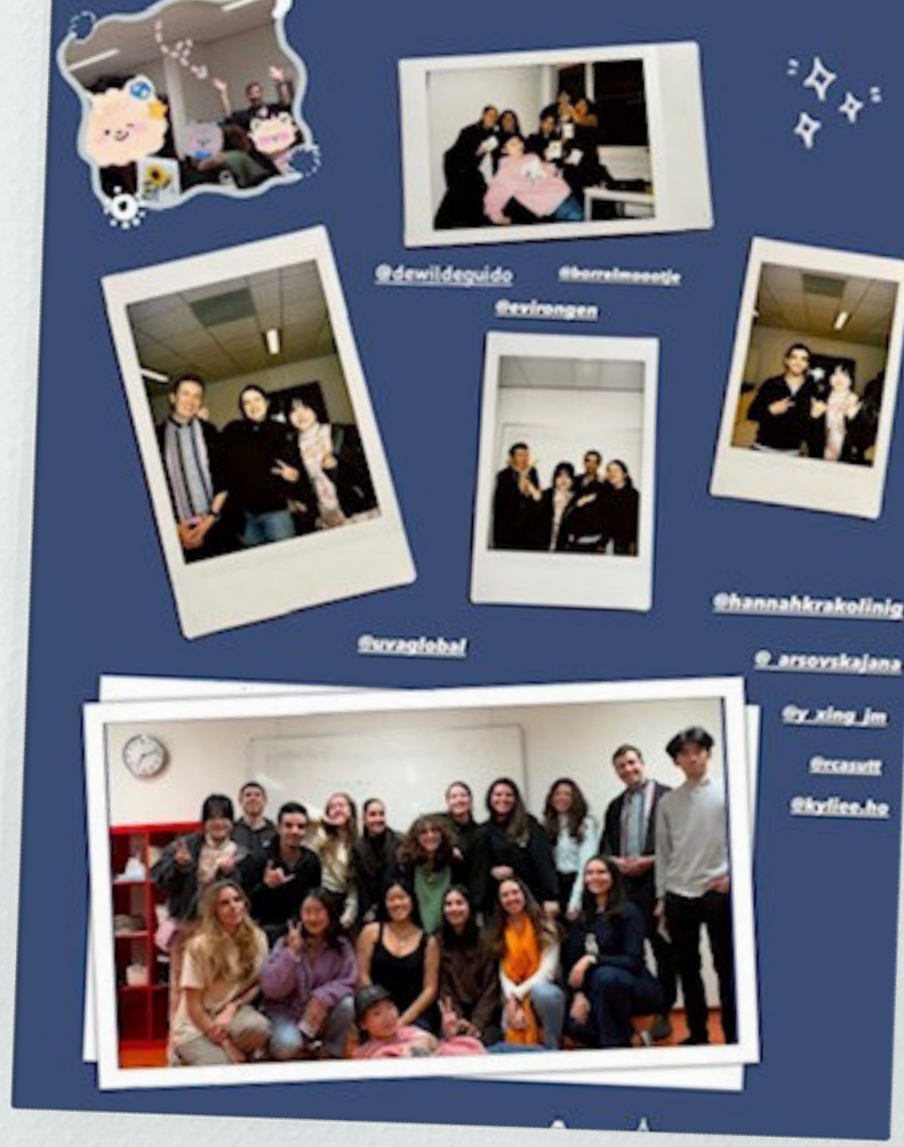 @dewildeguido @borrelmoootje
@evirongen
@hannahkrakolinig
@uvaglobal
@_arsovskajana
@y_xing_jm
@rcasutt
@kyliee.ho